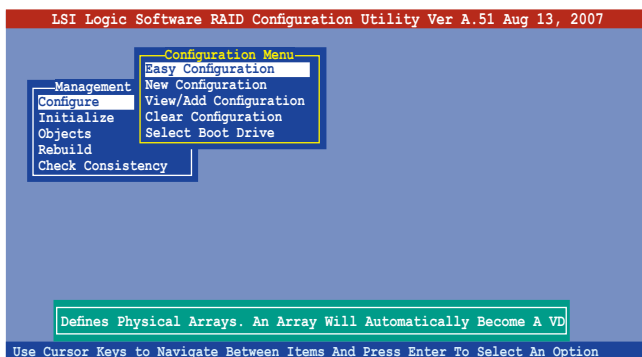 LSI Logic Software RAID Configuration Utility Ver A.51 Aug 13, 2007
Management
Configure
Initialize
Objects
Rebuild
Check Consistency
Configuration Menu
Easy Configuration
New Configuration
View/Add Configuration
Clear Configuration
Select Boot Drive
Defines Physical Arrays. An Array Will Automatically Become A VD
Use Cursor Keys to Navigate Between Items And Press Enter To Select An Option